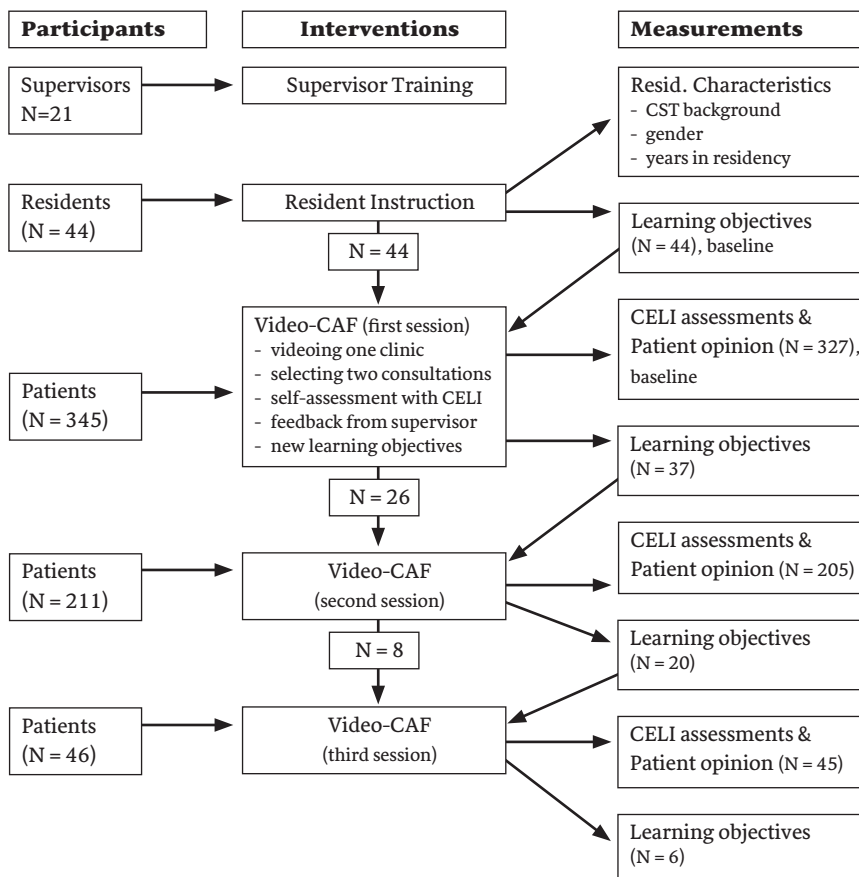 Participants
Interventions
Measurements
Supervisors
N=21
Supervisor Training
Resid. Characteristics
- CST background
- gender
- years in residency
Residents
(N = 44)
Resident Instruction
Learning objectives
(N = 44), baseline
N = 44
Patients
N = 345)
Video-CAF (first session)
- videoing one clinic
- selecting two consultations
- self-assessment with CELI
- feedback from supervisor
- new learning objectives
CELI assessments &
Patient opinion (N = 327),
baseline
Learning objectives
(N = 37)
N = 26
Patients
(N = 211)
Video-CAF
(second session)
CELI assessments &
Patient opinion (N = 205)
Learning objectives
(N = 20)
N = 8
Patients
(N = 46)
Video-CAF
(third session)
CELI assessments &
Patient opinion (N = 45)
Learning objectives
(N = 6)